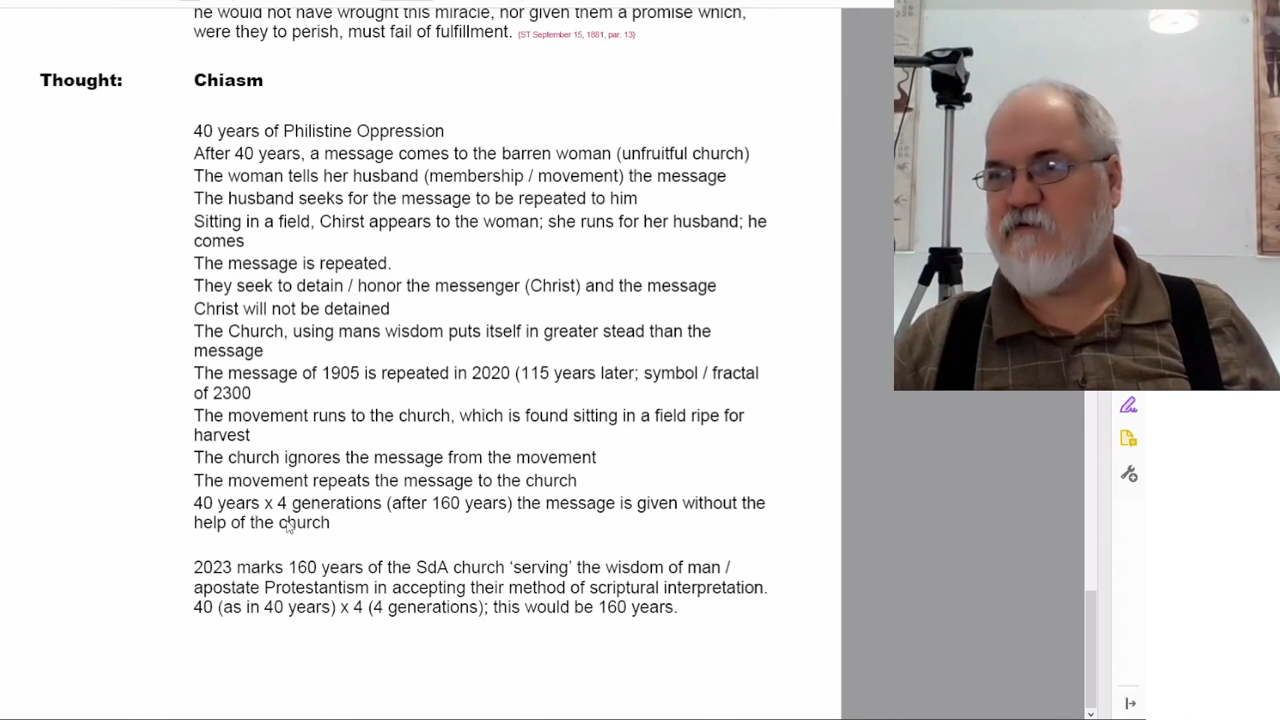 he would not have wrought this miracle, nor given them a promise which,
were they to perish, must fail of fulfillment. {ST September 15, 1881, par. 13}
Thought: Chiasm
40 years of Philistine Oppression
After 40 years, a message comes to the barren woman (unfruitful church)
The woman tells her husband (membership / movement) the message
The husband seeks for the message to be repeated to him
Sitting in a field, Chirst appears to the woman; she runs for her husband; he
comes
The message is repeated.
They seek to detain / honor the messenger (Christ) and the message
Christ will not be detained
The Church, using mans wisdom puts itself in greater stead than the
message
The message of 1905 is repeated in 2020 (115 years later; symbol / fractal
of 2300
The movement runs to the church, which is found sitting in a field ripe for
harvest
The church ignores the message from the movement
The movement repeats the message to the church
40 years x 4 generations (after 160 years) the message is given without the
help of the church
2023 marks 160 years of the SdA church ‘serving’ the wisdom of man /
apostate Protestantism in accepting their method of scriptural interpretation.
40 (as in 40 years) x 4 (4 generations); this would be 160 years.